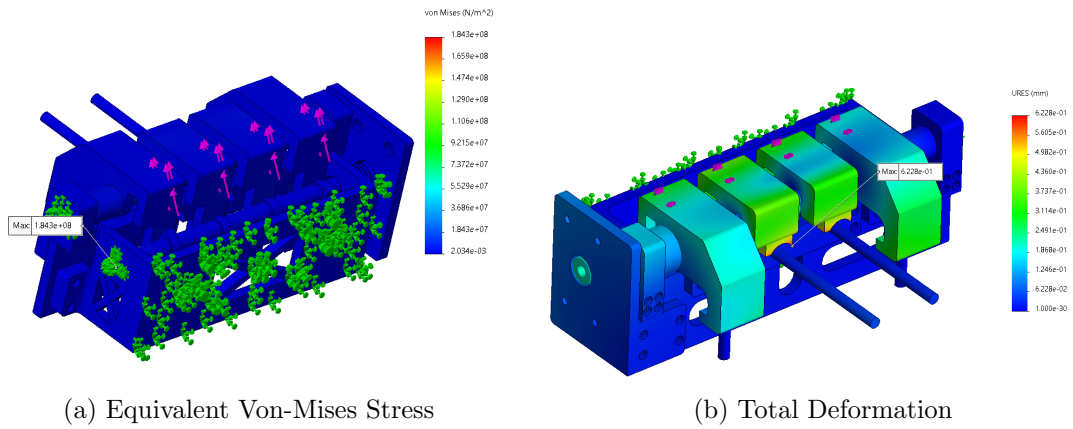 von Mises (N/m^2)
1.843e+08
1.659e+08
1.474e+08
1.290e+08
1.106e+08
9.215e+07
7.372e+07
5.529e+07
3.686e+07
1.843e+07
2.034e-03
Max: 1.843e+08
(a) Equivalent Von-Mises Stress
URES (mm)
6.228e-01
5.605e-01
4.982e-01
4.360e-01
3.737e-01
3.114e-01
2.491e-01
1.868e-01
1.246e-01
6.228e-02
1.000e-30
Max: 6.228e-01
(b) Total Deformation